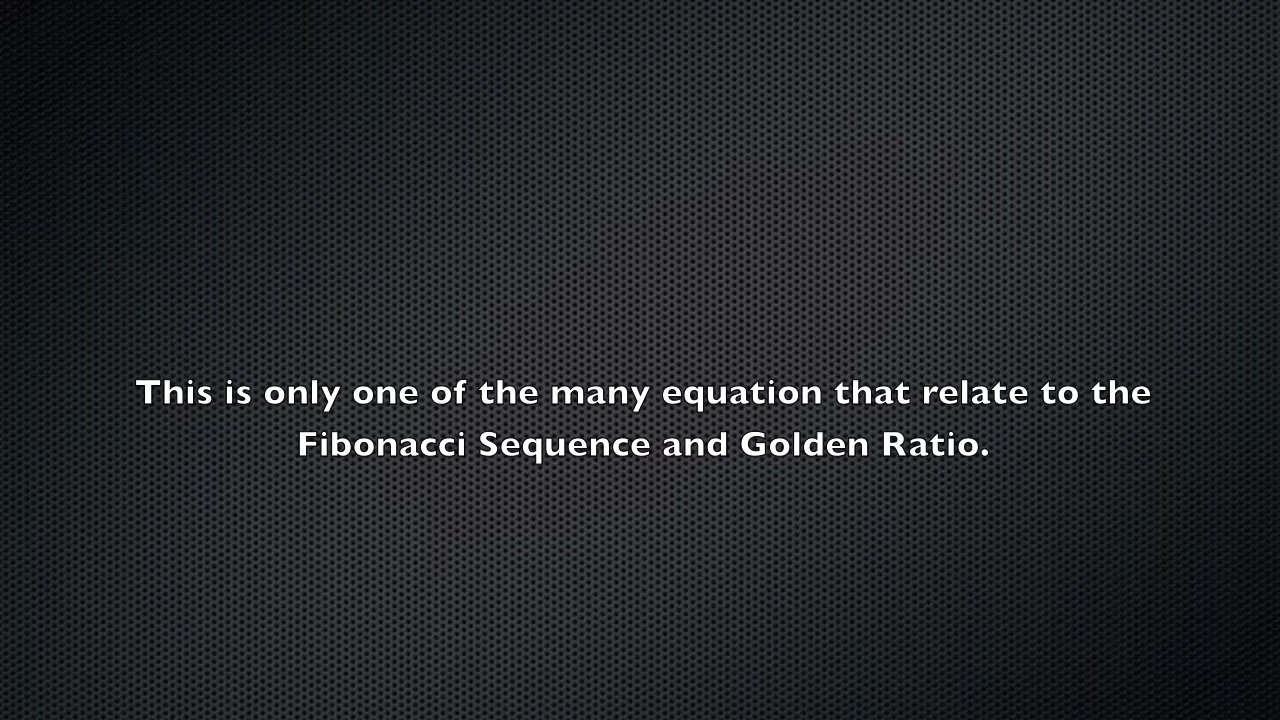 This is only one of the many equation that relate to the
Fibonacci Sequence and Golden Ratio.